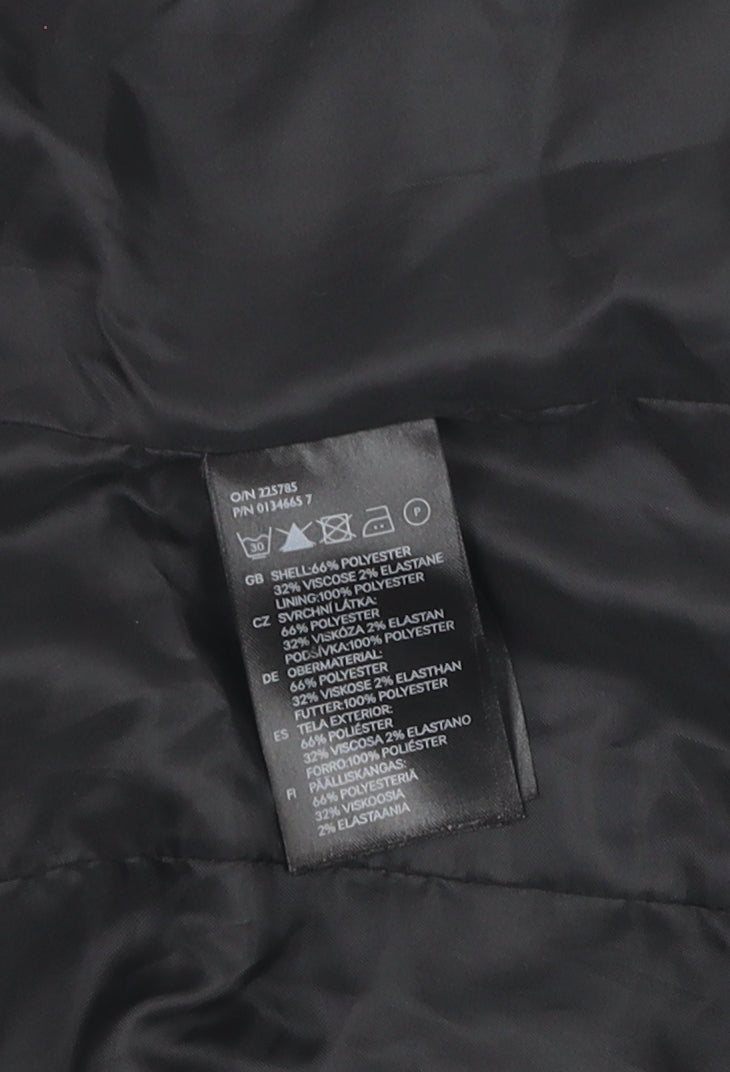 O/N 225785
P/N 0134665 7
30 P
GB SHELL:66% POLYESTER
32% VISCOSE 2% ELASTANE
LINING:100% POLYESTER
CZ SVRCHNÍ LÁTKA:
66% POLYESTER
32% VISKÓZA 2% ELASTAN
PODŠÍVKA:100% POLYESTER
DE OBERMATERIAL:
66% POLYESTER
32% VISKOSE 2% ELASTHAN
FUTTER:100% POLYESTER
ES TELA EXTERIOR:
66% POLIÉSTER
32% VISCOSA 2% ELASTANO
FORRO:100% POLIÉSTER
FI PÄÄLLISKANGAS:
66% POLYESTERIÄ
32% VISKOOSIA
2% ELASTAANIA